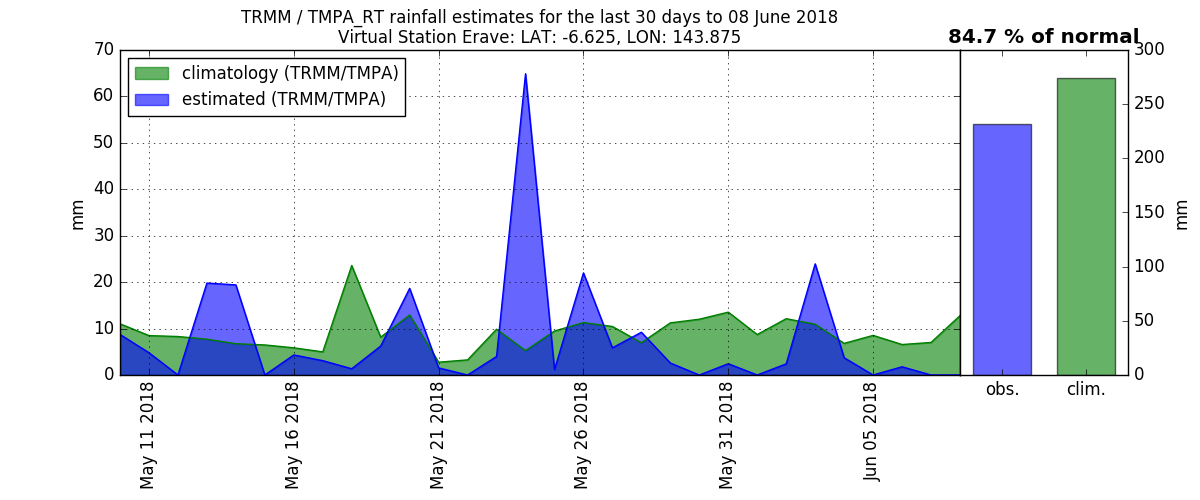 TRMM / TMPA_RT rainfall estimates for the last 30 days to 08 June 2018
Virtual Station Erave: LAT: -6.625, LON: 143.875
84.7 % of normal
climatology (TRMM/TMPA)
estimated (TRMM/TMPA)
70
60
50
40
30
20
10
0
mm
May 11 2018
May 16 2018
May 21 2018
May 26 2018
May 31 2018
Jun 05 2018
obs.
clim.
300
250
200
150
100
50
0
mm